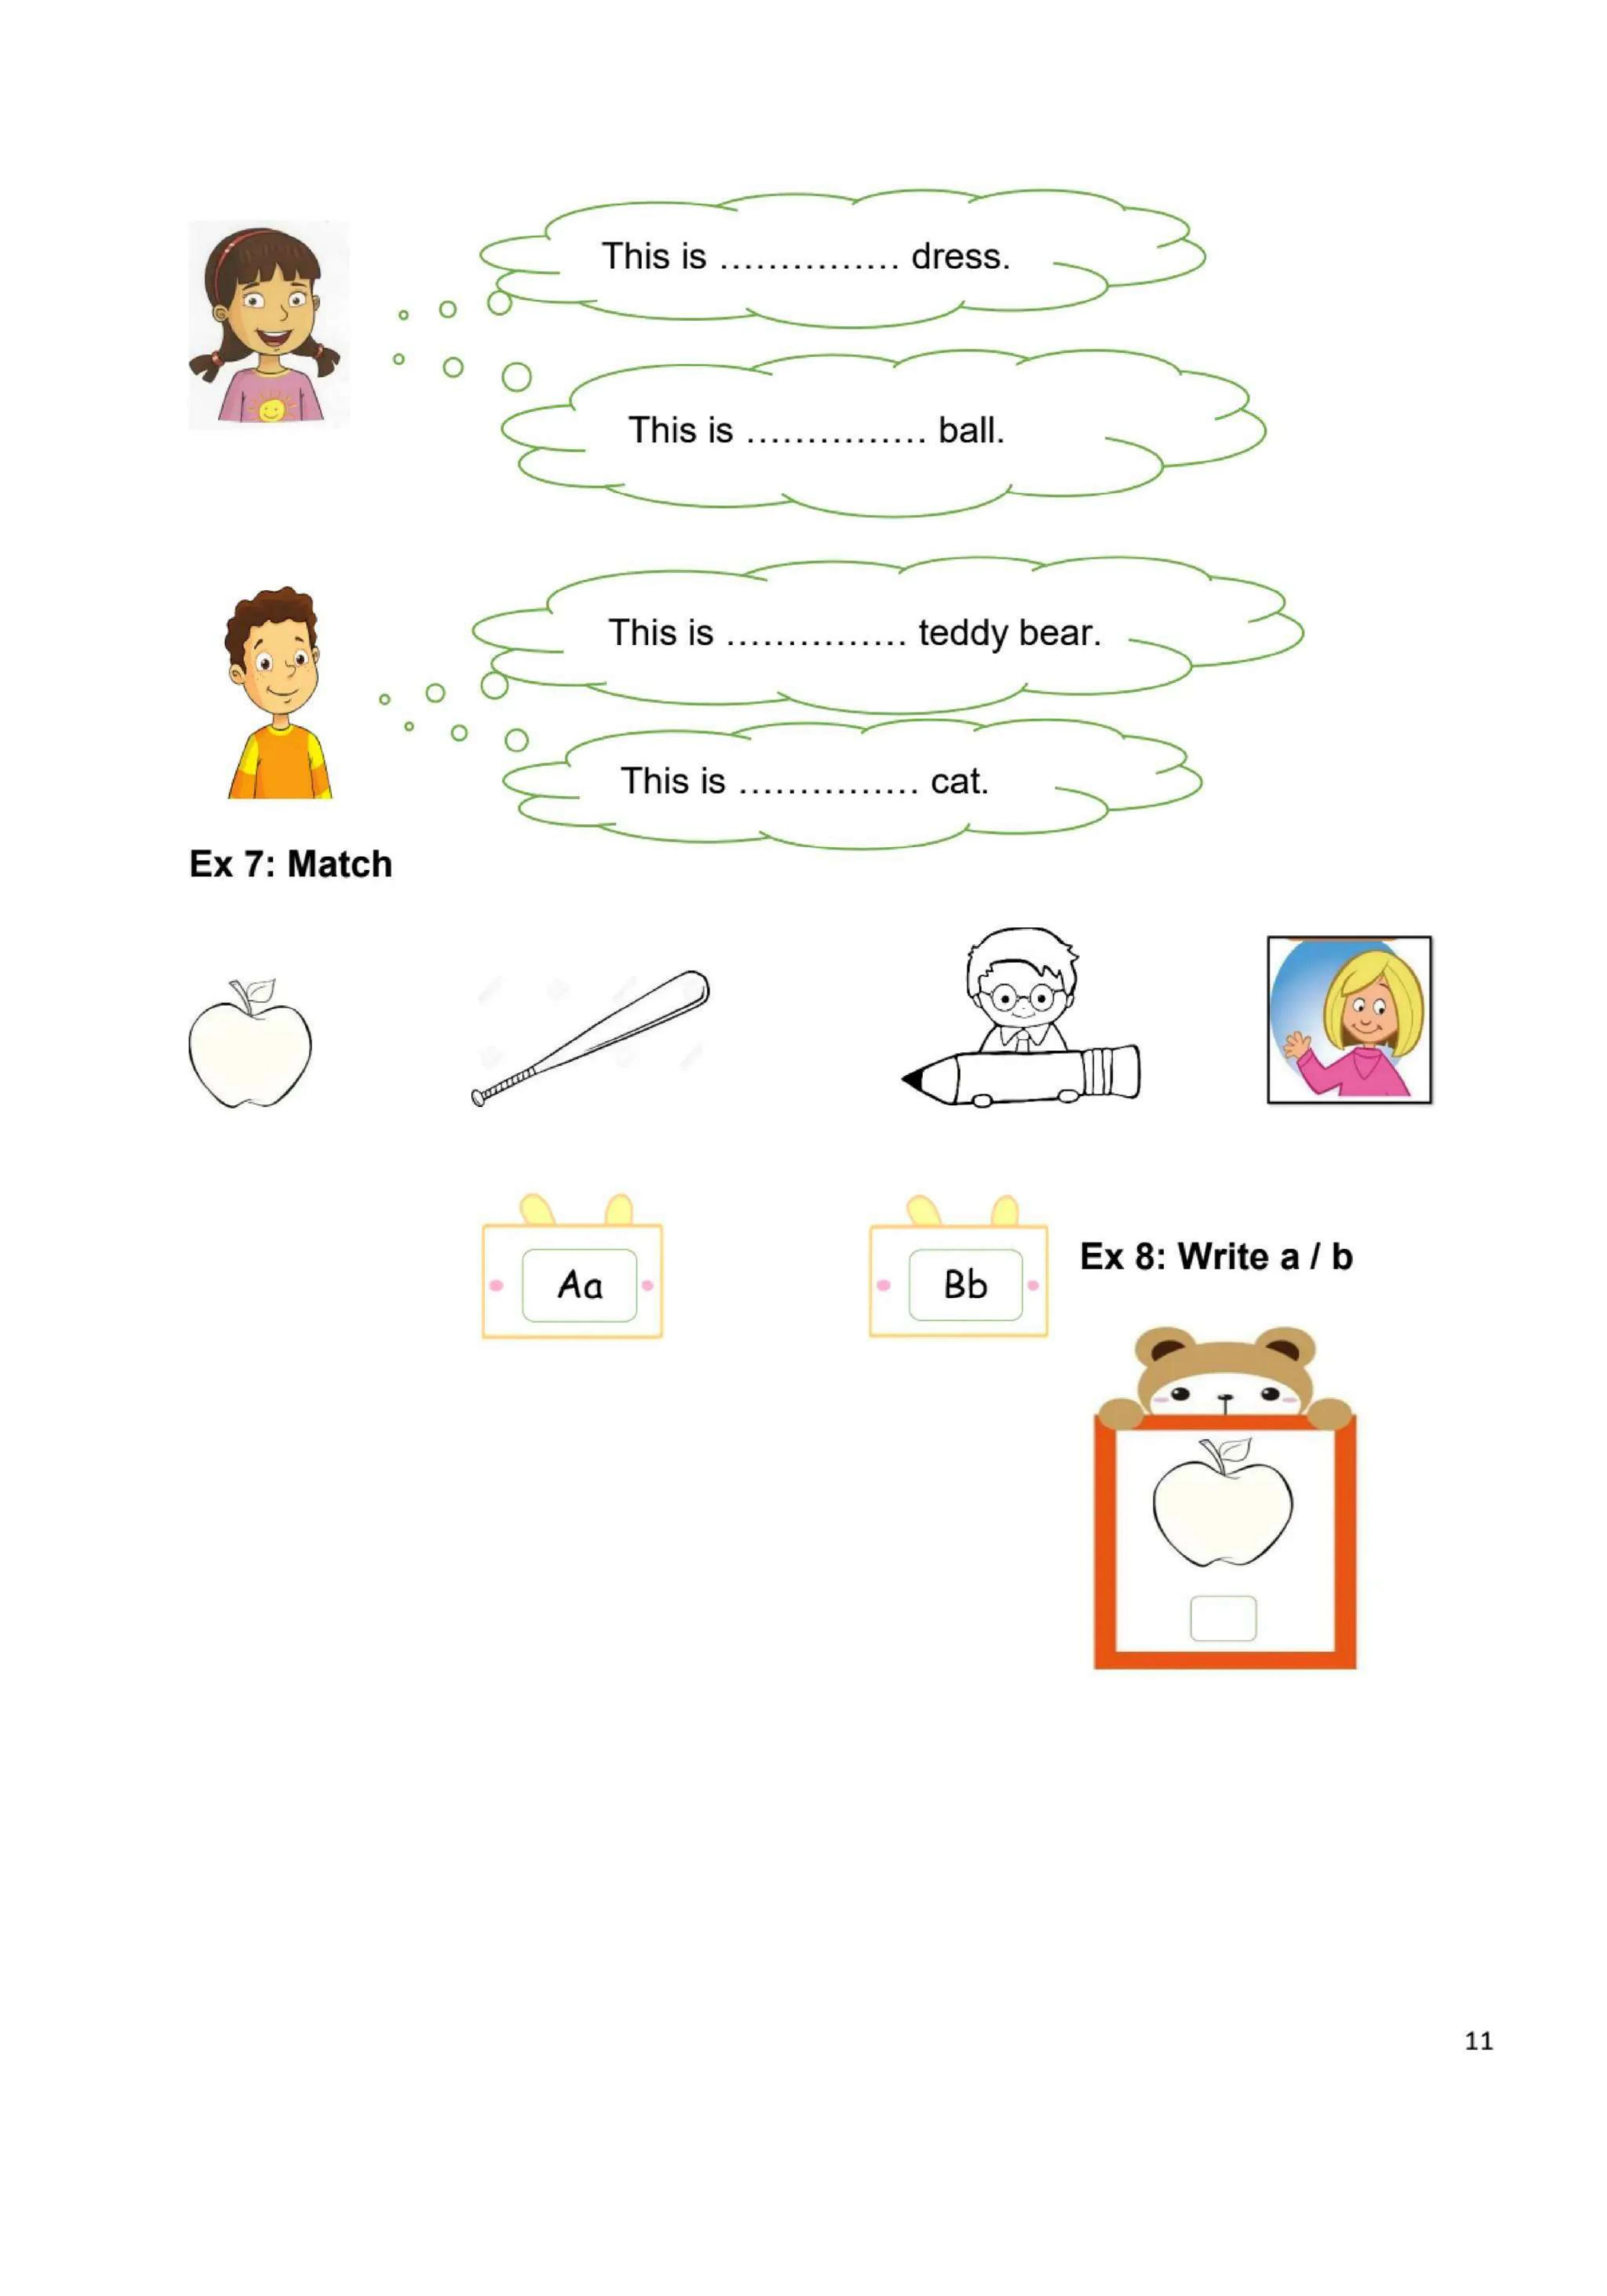 This is ............... dress.
This is ............... ball.
This is ............... teddy bear.
This is ............... cat.
Ex 7: Match
Aa
Bb
Ex 8: Write a / b
11